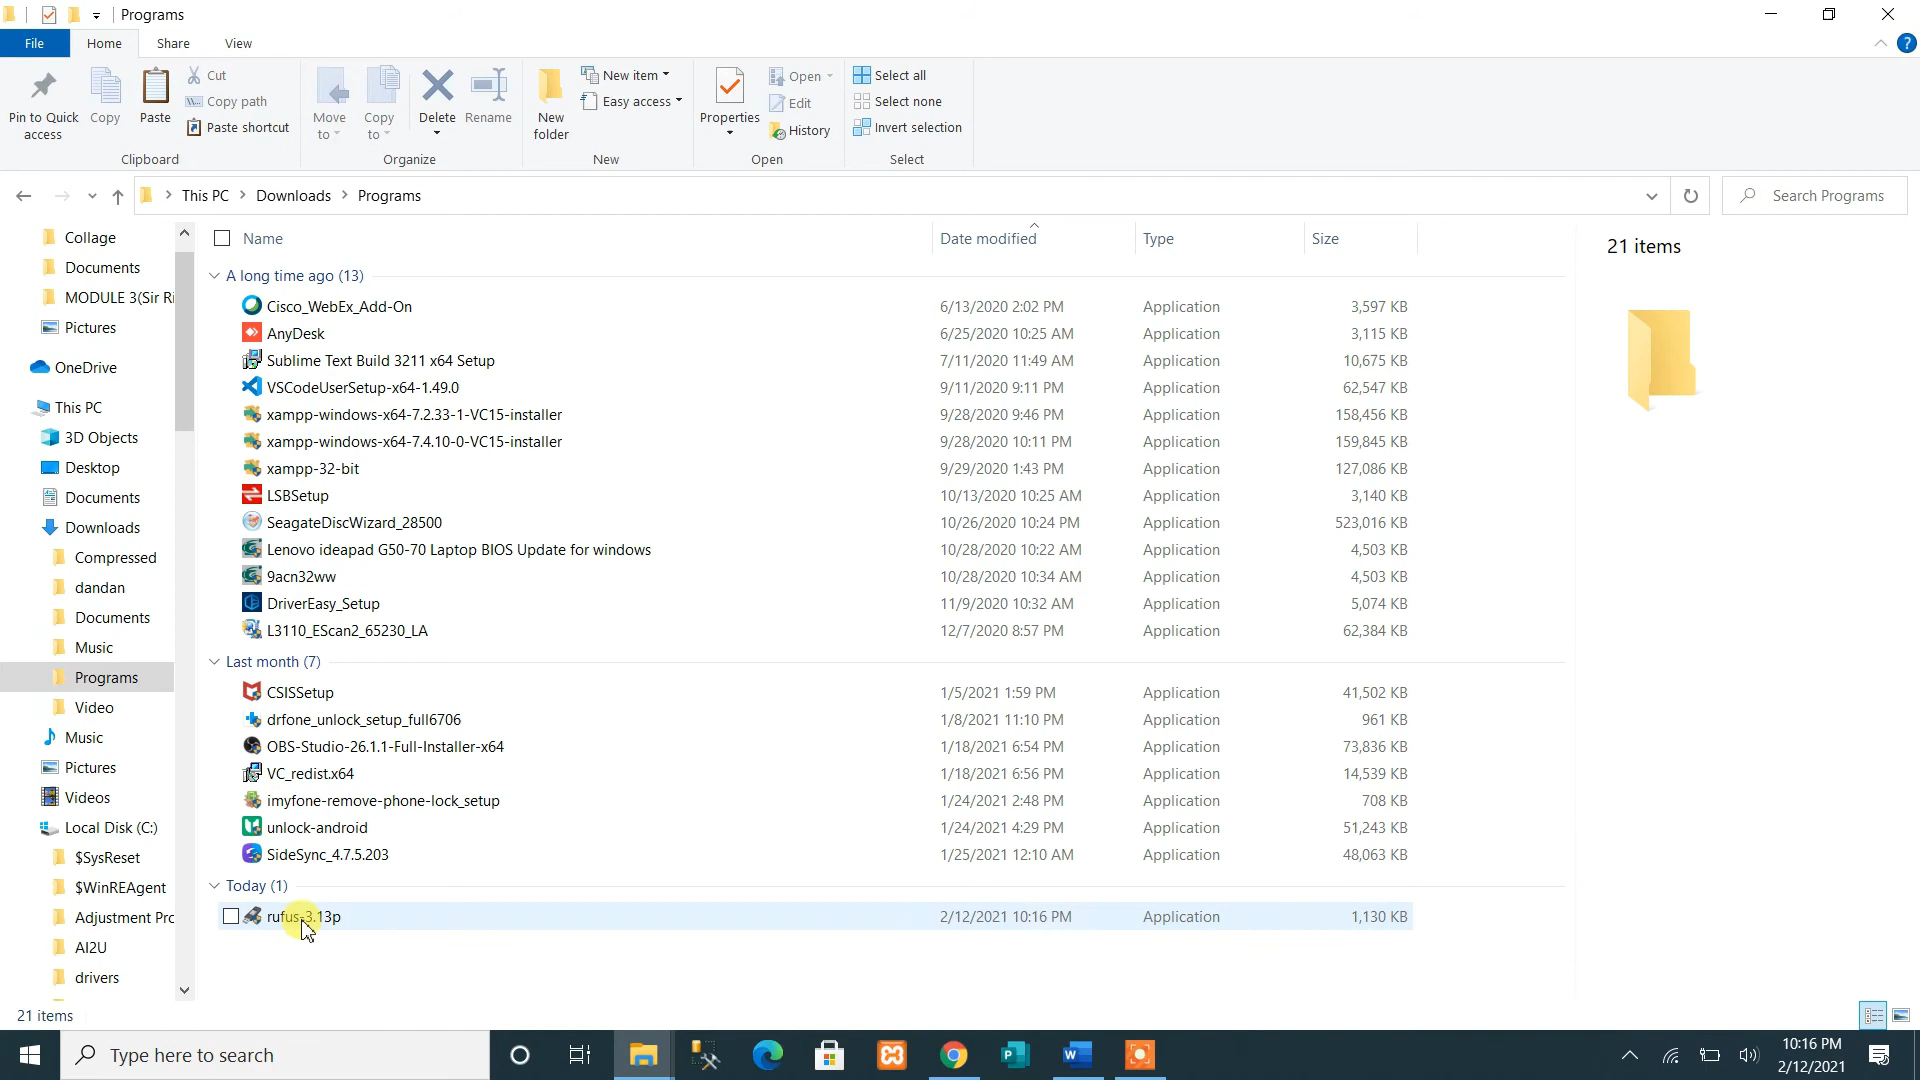 Programs
File
Home
Share
View
?
Pin to Quick access
Copy
Paste
Cut
Copy path
Paste shortcut
Clipboard
Move to
Copy to
Delete
Rename
Organize
New folder
New item
Easy access
New
Properties
Open
Edit
History
Open
Select all
Select none
Invert selection
Select
This PC
Downloads
Programs
Search Programs
Collage
Documents
MODULE 3(Sir Ri
Pictures
OneDrive
This PC
3D Objects
Desktop
Documents
Downloads
Compressed
dandan
Documents
Music
Programs
Video
Music
Pictures
Videos
Local Disk (C:)
$SysReset
$WinREAgent
Adjustment Prc
AI2U
drivers
Name Date modified Type Size
A long time ago (13)
Cisco_WebEx_Add-On 6/13/2020 2:02 PM Application 3,597 KB
AnyDesk 6/25/2020 10:25 AM Application 3,115 KB
Sublime Text Build 3211 x64 Setup 7/11/2020 11:49 AM Application 10,675 KB
VSCodeUserSetup-x64-1.49.0 9/11/2020 9:11 PM Application 62,547 KB
xampp-windows-x64-7.2.33-1-VC15-installer 9/28/2020 9:46 PM Application 158,456 KB
xampp-windows-x64-7.4.10-0-VC15-installer 9/28/2020 10:11 PM Application 159,845 KB
xampp-32-bit 9/29/2020 1:43 PM Application 127,086 KB
LSBSetup 10/13/2020 10:25 AM Application 3,140 KB
SeagateDiscWizard_28500 10/26/2020 10:24 PM Application 523,016 KB
Lenovo ideapad G50-70 Laptop BIOS Update for windows 10/28/2020 10:22 AM Application 4,503 KB
9acn32ww 10/28/2020 10:34 AM Application 4,503 KB
DriverEasy_Setup 11/9/2020 10:32 AM Application 5,074 KB
L3110_EScan2_65230_LA 12/7/2020 8:57 PM Application 62,384 KB
Last month (7)
CSISSetup 1/5/2021 1:59 PM Application 41,502 KB
drfone_unlock_setup_full6706 1/8/2021 11:10 PM Application 961 KB
OBS-Studio-26.1.1-Full-Installer-x64 1/18/2021 6:54 PM Application 73,836 KB
VC_redist.x64 1/18/2021 6:56 PM Application 14,539 KB
imyfone-remove-phone-lock_setup 1/24/2021 2:48 PM Application 708 KB
unlock-android 1/24/2021 4:29 PM Application 51,243 KB
SideSync_4.7.5.203 1/25/2021 12:10 AM Application 48,063 KB
Today (1)
rufus-3.13p 2/12/2021 10:16 PM Application 1,130 KB
21 items
21 items
Type here to search
10:16 PM
2/12/2021